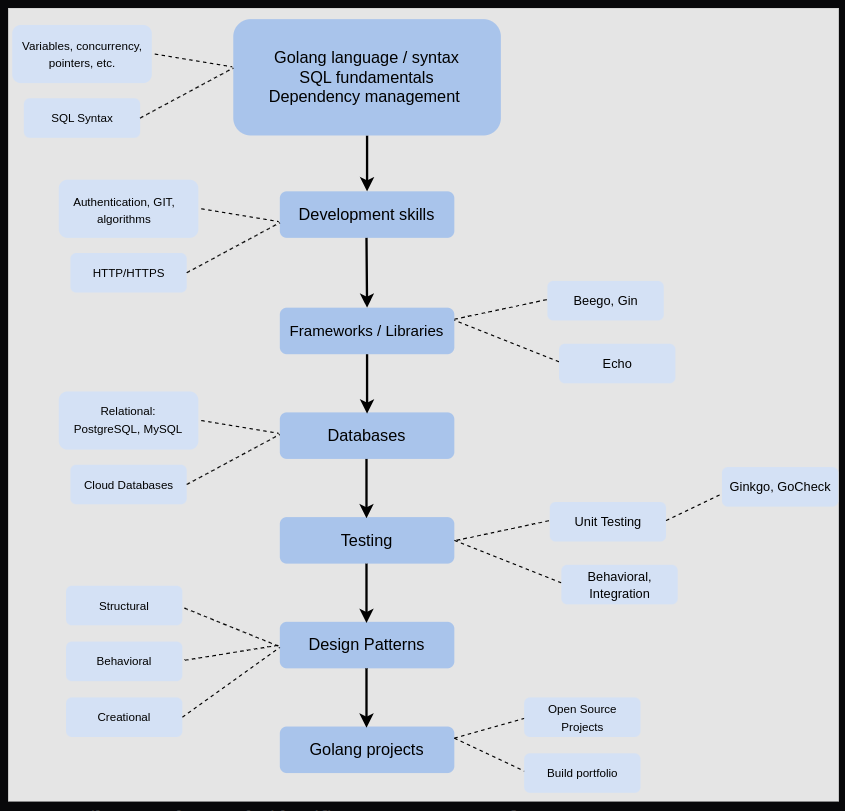 Variables, concurrency,
pointers, etc.
SQL Syntax
Golang language / syntax
SQL fundamentals
Dependency management
Authentication, GIT,
algorithms
HTTP/HTTPS
Development skills
Frameworks / Libraries
Beego, Gin
Echo
Relational:
PostgreSQL, MySQL
Cloud Databases
Databases
Testing
Unit Testing
Ginkgo, GoCheck
Behavioral,
Integration
Structural
Behavioral
Creational
Design Patterns
Golang projects
Open Source
Projects
Build portfolio